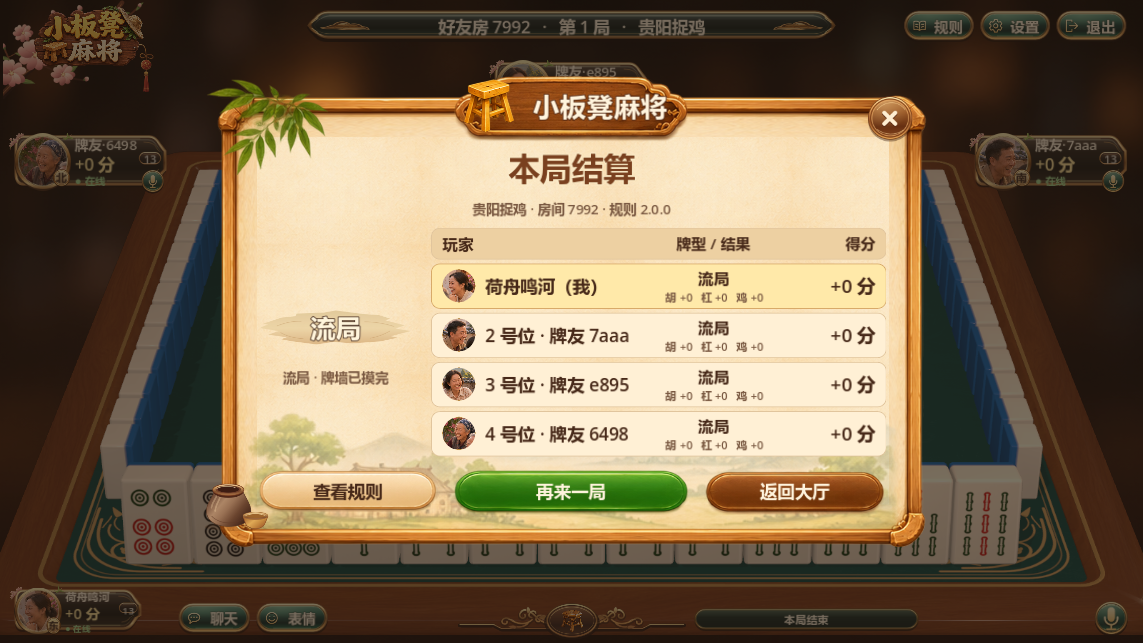 小板凳
麻将
好友房 7992 · 第 1 局 · 贵阳捉鸡
规则
设置
退出
牌友·e895
牌友·6498
+0 分
13
北
在线
牌友·7aaa
+0 分
13
南
在线
小板凳麻将
本局结算
贵阳捉鸡 · 房间 7992 · 规则 2.0.0
玩家 牌型 / 结果 得分
荷舟鸣河（我） 流局 +0 分
胡 +0 杠 +0 鸡 +0
2 号位 · 牌友 7aaa 流局 +0 分
胡 +0 杠 +0 鸡 +0
3 号位 · 牌友 e895 流局 +0 分
胡 +0 杠 +0 鸡 +0
4 号位 · 牌友 6498 流局 +0 分
胡 +0 杠 +0 鸡 +0
流局
流局 · 牌墙已摸完
查看规则
再来一局
返回大厅
荷舟鸣河
+0 分
13
东
在线
聊天
表情
本局结束